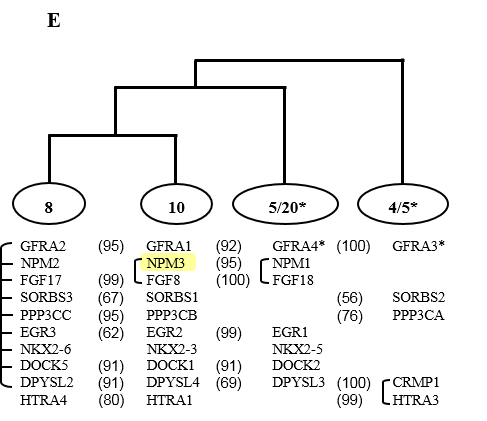 E
8 10 5/20* 4/5*
GFRA2 (95) GFRA1 (92) GFRA4* (100) GFRA3*
NPM2 NPM3 (95) NPM1
FGF17 (99) FGF8 (100) FGF18
SORBS3 (67) SORBS1 (56) SORBS2
PPP3CC (95) PPP3CB (76) PPP3CA
EGR3 (62) EGR2 (99) EGR1
NKX2-6 NKX2-3 NKX2-5
DOCK5 (91) DOCK1 (91) DOCK2
DPYSL2 (91) DPYSL4 (69) DPYSL3 (100) CRMP1
HTRA4 (80) HTRA1 (99) HTRA3